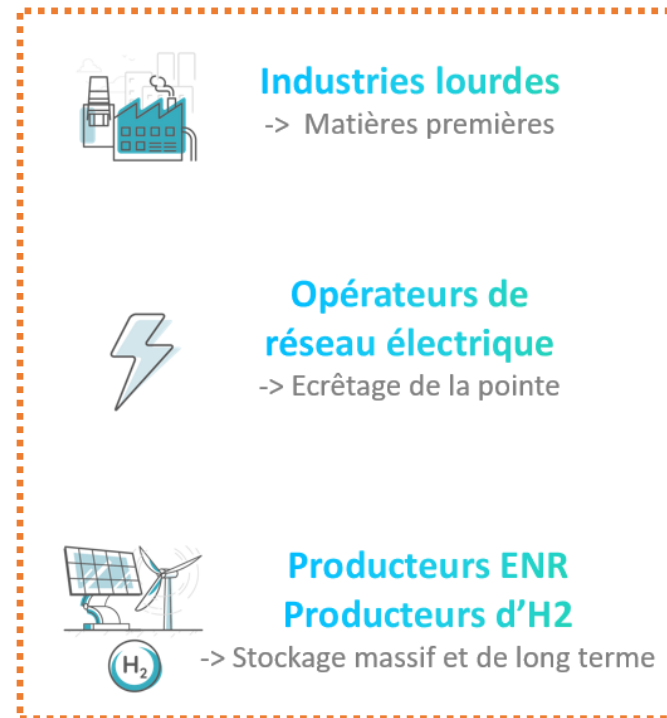 Industries lourdes
-> Matières premières
Opérateurs de
réseau électrique
-> Ecrêtage de la pointe
Producteurs ENR
Producteurs d’H2
-> Stockage massif et de long terme
H₂